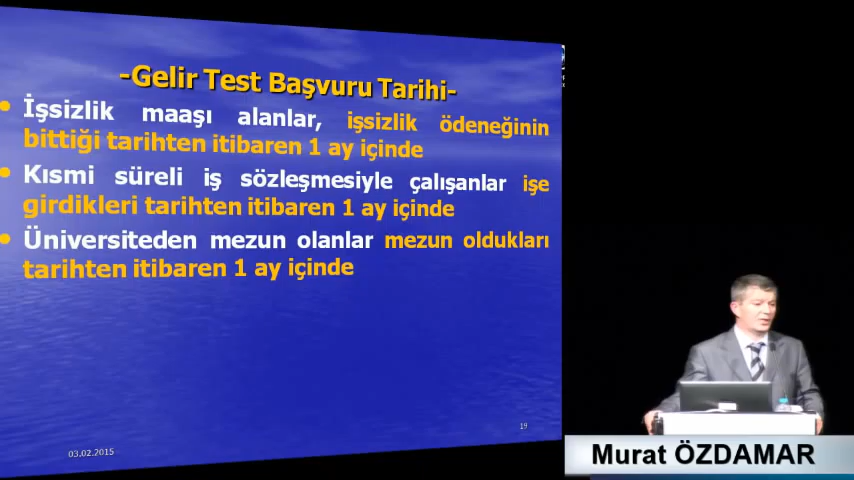 -Gelir Test Başvuru Tarihi-
• İşsizlik maaşı alanlar, işsizlik ödeneğinin
bittiği tarihten itibaren 1 ay içinde
• Kısmi süreli iş sözleşmesiyle çalışanlar işe
girdikleri tarihten itibaren 1 ay içinde
• Üniversiteden mezun olanlar mezun oldukları
tarihten itibaren 1 ay içinde
19
03.02.2015
Murat ÖZDAMAR